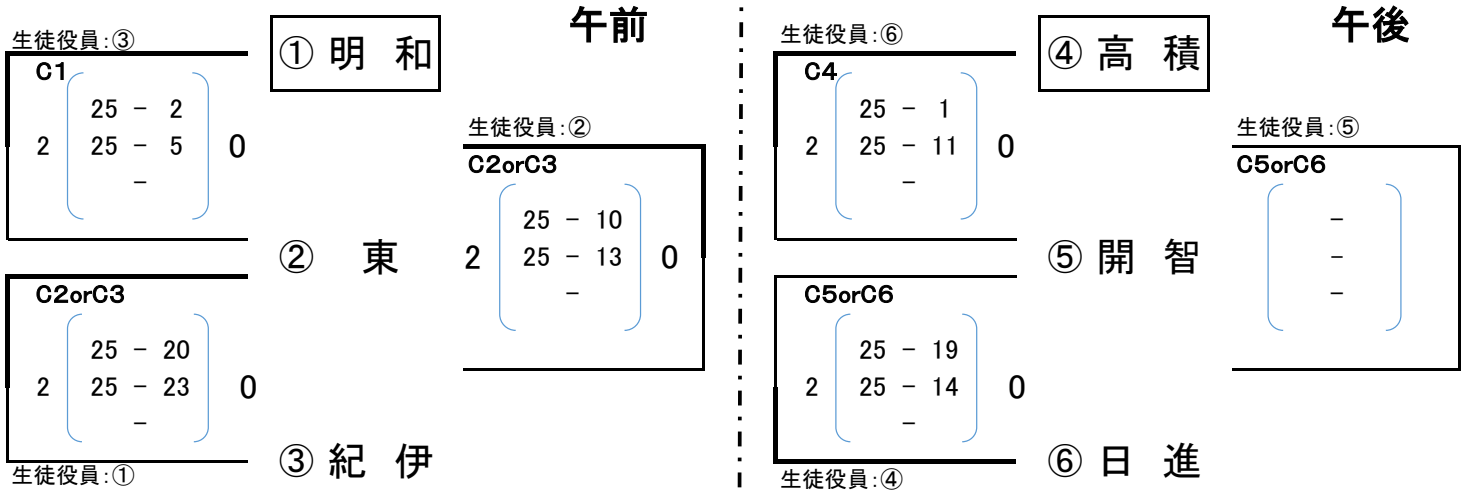 午前
生徒役員:③
① 明 和
C1
25 - 2
2 25 - 5 0
-
生徒役員:②
C2orC3
25 - 10
2 25 - 13 0
-
② 東
C2orC3
25 - 20
2 25 - 23 0
-
③ 紀 伊
生徒役員:①
午後
生徒役員:⑥
④ 高 積
C4
25 - 1
2 25 - 11 0
-
生徒役員:⑤
C5orC6
-
-
-
⑤ 開 智
C5orC6
25 - 19
2 25 - 14 0
-
⑥ 日 進
生徒役員:④